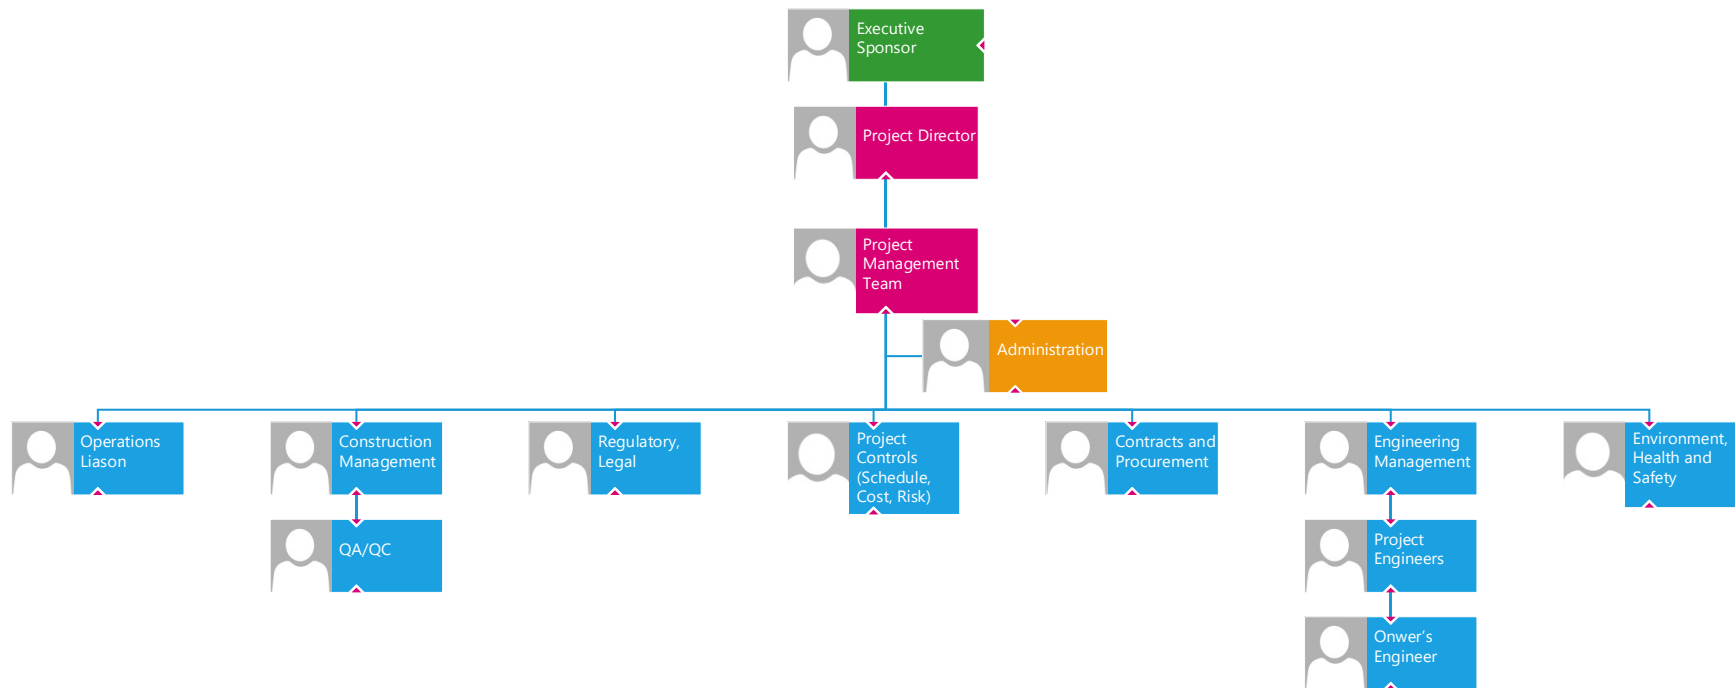 Executive
Sponsor
Project Director
Project
Management
Team
Administration
Operations
Liason
Construction
Management
Regulatory,
Legal
Project
Controls
(Schedule,
Cost, Risk)
Contracts and
Procurement
Engineering
Management
Environment,
Health and
Safety
QA/QC
Project
Engineers
Onwer's
Engineer